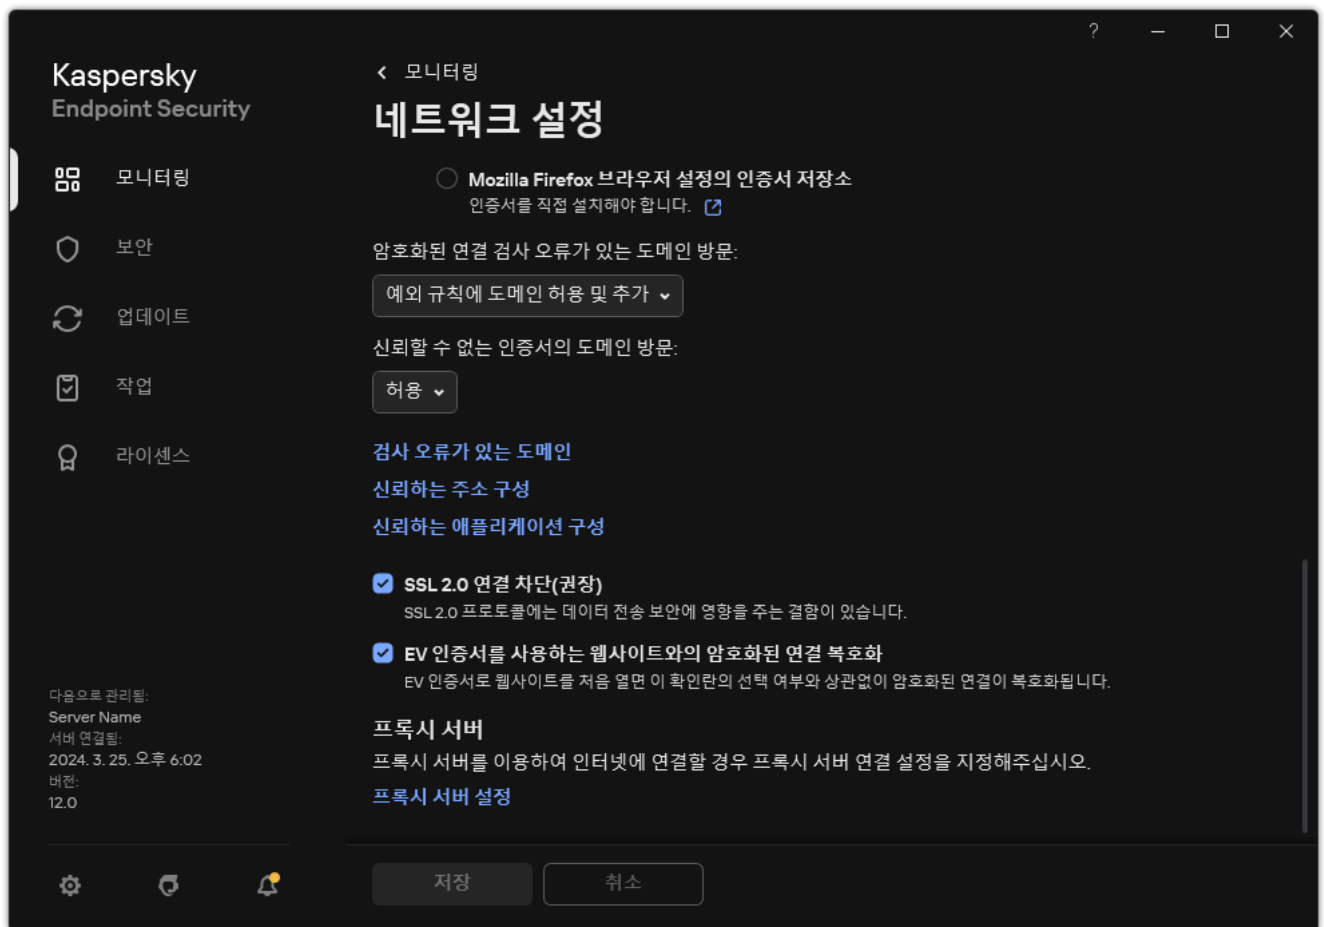 ?
Kaspersky
Endpoint Security
모니터링
보안
업데이트
작업
라이센스
다음으로 관리됨:
Server Name
서버 연결됨:
2024. 3. 25. 오후 6:02
버전:
12.0
모니터링
네트워크 설정
Mozilla Firefox 브라우저 설정의 인증서 저장소
인증서를 직접 설치해야 합니다.
암호화된 연결 검사 오류가 있는 도메인 방문:
예외 규칙에 도메인 허용 및 추가
신뢰할 수 없는 인증서의 도메인 방문:
허용
검사 오류가 있는 도메인
신뢰하는 주소 구성
신뢰하는 애플리케이션 구성
SSL 2.0 연결 차단(권장)
SSL 2.0 프로토콜에는 데이터 전송 보안에 영향을 주는 결함이 있습니다.
EV 인증서를 사용하는 웹사이트와의 암호화된 연결 복호화
EV 인증서로 웹사이트를 처음 열면 이 확인란의 선택 여부와 상관없이 암호화된 연결이 복호화됩니다.
프록시 서버
프록시 서버를 이용하여 인터넷에 연결할 경우 프록시 서버 연결 설정을 지정해주십시오.
프록시 서버 설정
저장
취소